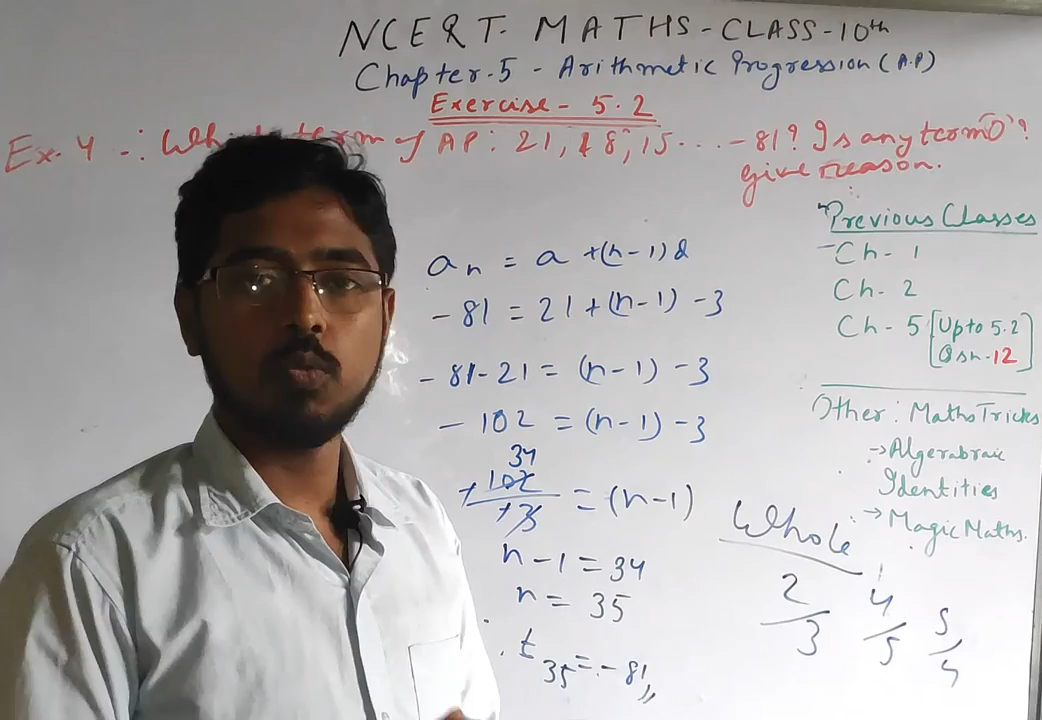 NCERT MATHS-CLASS-10th
Chapter-5 - Arithmetic Progression (A.P)
Exercise - 5.2
Ex. 4 -: term of AP: 21, 18, 15... -81? Is any term '0'?
give reason.
an = a +(n-1)d
-81 = 21 +(n-1) -3
-81-21 = (n-1) -3
-102 = (n-1) -3
34
+102/+3 = (n-1)
n-1 = 34
n = 35
t35 = -81,,
Previous Classes
Ch-1
Ch-2
Ch-5 [Upto 5.2
Qsn-12]
Other: Maths Tricks
→Algerabraic
Identities
→Magic Maths.
Whole
2/3 4/5 5/4